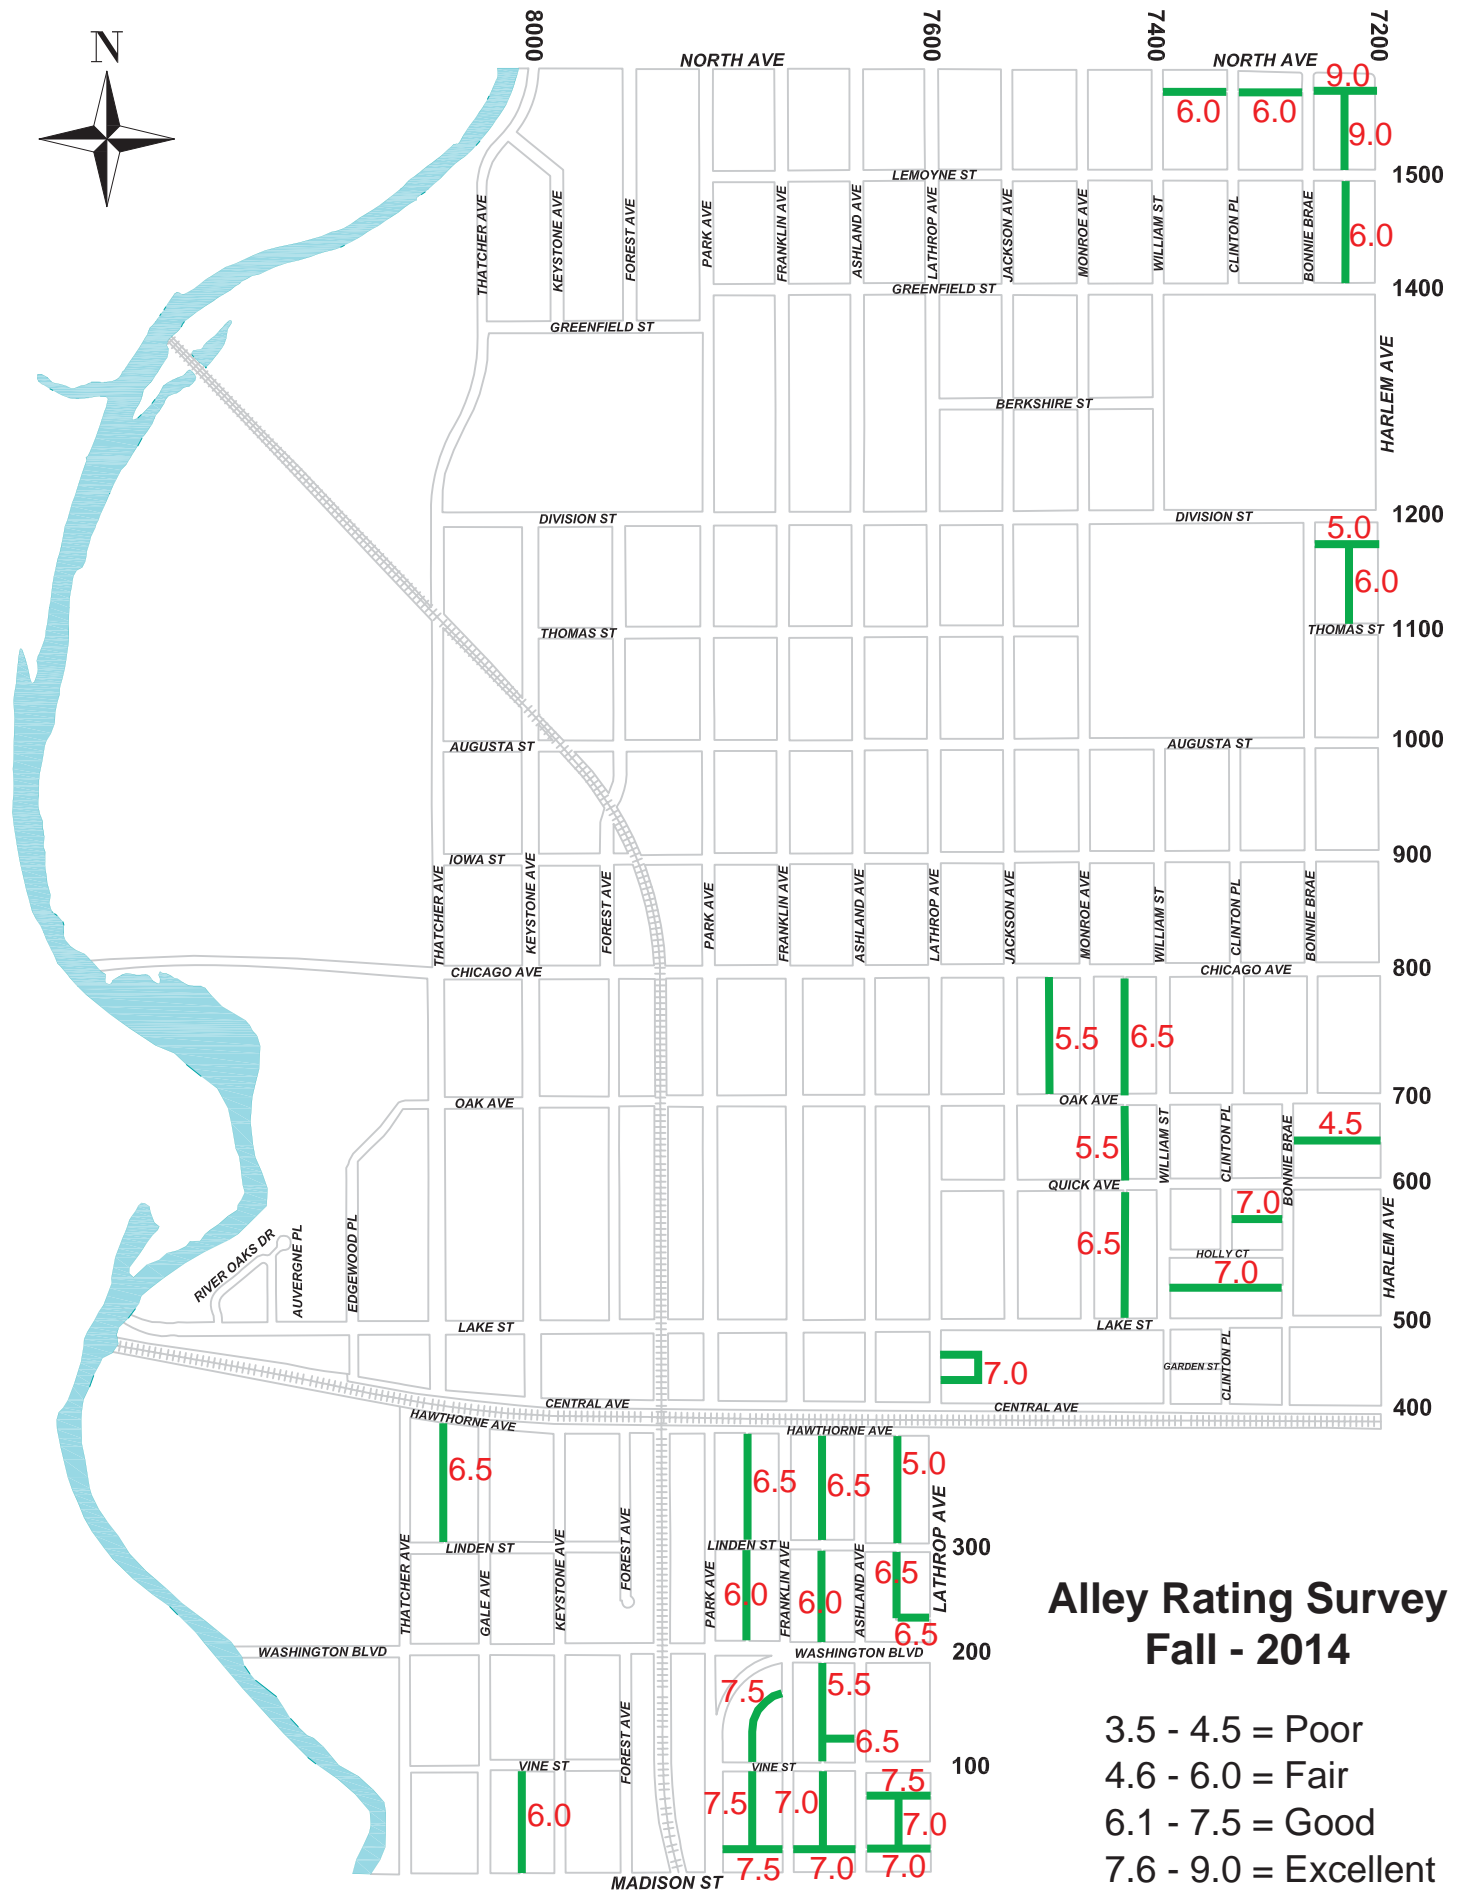 N
8000
7600
7400
7200
NORTH AVE
NORTH AVE
9.0
6.0
6.0
9.0
LEMOYNE ST
1500
THATCHER AVE
KEYSTONE AVE
FOREST AVE
PARK AVE
FRANKLIN AVE
ASHLAND AVE
LATHROP AVE
JACKSON AVE
MONROE AVE
WILLIAM ST
CLINTON PL
BONNIE BRAE
6.0
GREENFIELD ST
1400
GREENFIELD ST
HARLEM AVE
BERKSHIRE ST
DIVISION ST
DIVISION ST
1200
5.0
6.0
THOMAS ST
THOMAS ST
1100
AUGUSTA ST
AUGUSTA ST
1000
IOWA ST
900
THATCHER AVE
KEYSTONE AVE
FOREST AVE
PARK AVE
FRANKLIN AVE
ASHLAND AVE
LATHROP AVE
JACKSON AVE
MONROE AVE
WILLIAM ST
CLINTON PL
BONNIE BRAE
CHICAGO AVE
CHICAGO AVE
800
5.5
6.5
OAK AVE
OAK AVE
700
4.5
5.5
WILLIAM ST
CLINTON PL
BONNIE BRAE
QUICK AVE
600
7.0
6.5
HOLLY CT
7.0
HARLEM AVE
RIVER OAKS DR
AUVERGNE PL
EDGEWOOD PL
LAKE ST
LAKE ST
500
7.0
GARDEN ST
CLINTON PL
CENTRAL AVE
CENTRAL AVE
400
HAWTHORNE AVE
HAWTHORNE AVE
6.5
6.5
6.5
5.0
LATHROP AVE
LINDEN ST
LINDEN ST
300
THATCHER AVE
GALE AVE
KEYSTONE AVE
FOREST AVE
PARK AVE
FRANKLIN AVE
ASHLAND AVE
6.0
6.0
6.5
6.5
WASHINGTON BLVD
WASHINGTON BLVD
200
7.5
5.5
6.5
FOREST AVE
VINE ST
VINE ST
100
6.0
7.5
7.0
7.5
7.0
7.5
7.0
7.0
MADISON ST
Alley Rating Survey
Fall - 2014
3.5 - 4.5 = Poor
4.6 - 6.0 = Fair
6.1 - 7.5 = Good
7.6 - 9.0 = Excellent